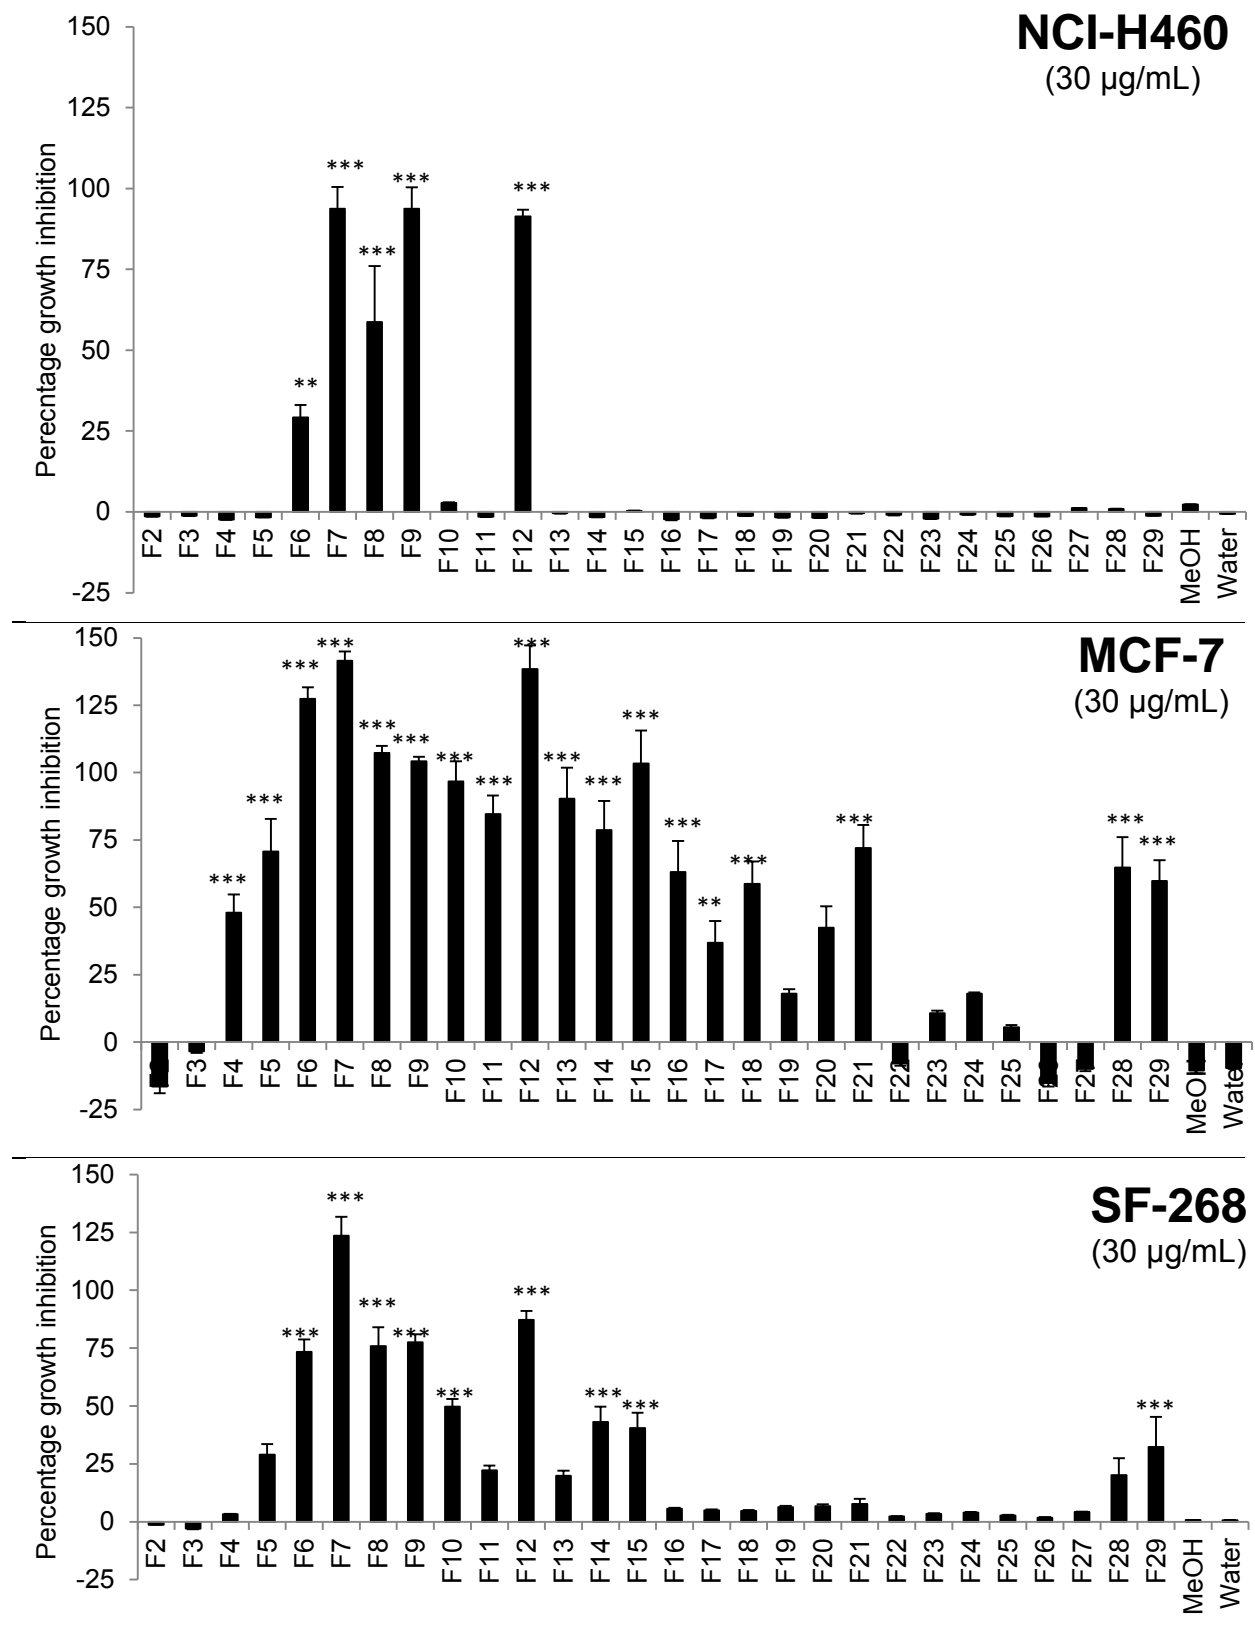 NCI-H460
(30 µg/mL)
Perecntage growth inhibition
150
125
100
75
50
25
0
-25
** *** *** *** ***
F2 F3 F4 F5 F6 F7 F8 F9 F10 F11 F12 F13 F14 F15 F16 F17 F18 F19 F20 F21 F22 F23 F24 F25 F26 F27 F28 F29 MeOH Water
MCF-7
(30 µg/mL)
Percentage growth inhibition
150
125
100
75
50
25
0
-25
*** *** *** *** *** *** *** *** *** *** *** *** *** ** *** *** *** ***
F3 F4 F5 F6 F7 F8 F9 F10 F11 F12 F13 F14 F15 F16 F17 F18 F19 F20 F21 F22 F23 F24 F25 F27 F28 F29 MeOH Water
SF-268
(30 µg/mL)
Percentage growth inhibition
150
125
100
75
50
25
0
-25
*** *** *** *** *** *** *** *** ***
F2 F3 F4 F5 F6 F7 F8 F9 F10 F11 F12 F13 F14 F15 F16 F17 F18 F19 F20 F21 F22 F23 F24 F25 F26 F27 F28 F29 MeOH Water